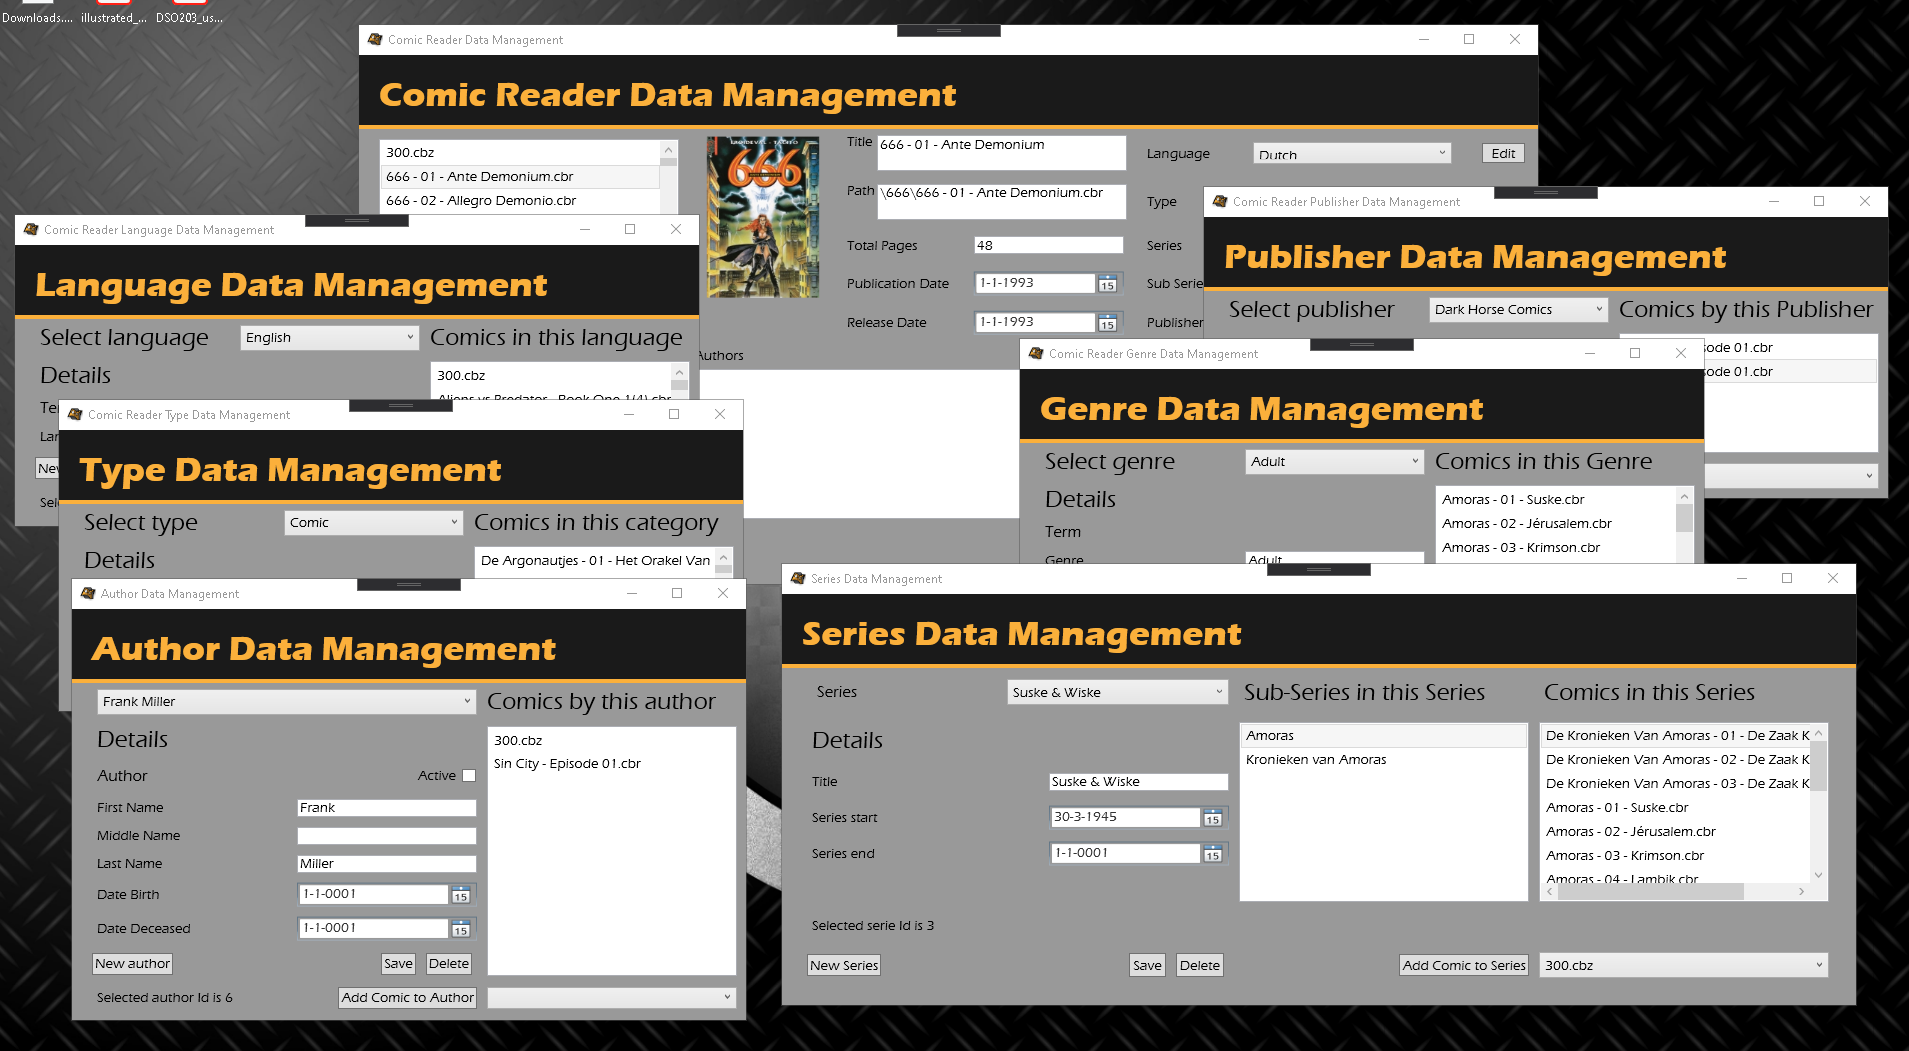 Downloads.... illustrated_... DSO203_us...
Comic Reader Data Management
Comic Reader Data Management
300.cbz
666 - 01 - Ante Demonium.cbr
666 - 02 - Allegro Demonio.cbr
666
Title 666 - 01 - Ante Demonium
Path \666\666 - 01 - Ante Demonium.cbr
Total Pages 48
Publication Date 1-1-1993 15
Release Date 1-1-1993 15
Authors
Language Dutch Edit
Type
Series
Sub Serie
Publisher
Comic Reader Publisher Data Management
Publisher Data Management
Select publisher Dark Horse Comics Comics by this Publisher
sode 01.cbr
sode 01.cbr
Comic Reader Language Data Management
Language Data Management
Select language English Comics in this language
Details
300.cbz
Aliens vs Predator - Book One 1(4).cbr
Te
Lar
Nev
Sel
Comic Reader Genre Data Management
Genre Data Management
Select genre Adult Comics in this Genre
Details
Term
Genre Adult
Amoras - 01 - Suske.cbr
Amoras - 02 - Jérusalem.cbr
Amoras - 03 - Krimson.cbr
Comic Reader Type Data Management
Type Data Management
Select type Comic Comics in this category
Details
De Argonautjes - 01 - Het Orakel Van
Author Data Management
Author Data Management
Frank Miller Comics by this author
Details
300.cbz
Sin City - Episode 01.cbr
Author Active
First Name Frank
Middle Name
Last Name Miller
Date Birth 1-1-0001 15
Date Deceased 1-1-0001 15
New author Save Delete
Selected author Id is 6 Add Comic to Author
Series Data Management
Series Data Management
Series Suske & Wiske Sub-Series in this Series Comics in this Series
Details
Title Suske & Wiske
Series start 30-3-1945 15
Series end 1-1-0001 15
Amoras
Kronieken van Amoras
De Kronieken Van Amoras - 01 - De Zaak K
De Kronieken Van Amoras - 02 - De Zaak K
De Kronieken Van Amoras - 03 - De Zaak K
Amoras - 01 - Suske.cbr
Amoras - 02 - Jérusalem.cbr
Amoras - 03 - Krimson.cbr
Amoras - 04 - Lambik.cbr
Selected serie Id is 3
New Series Save Delete Add Comic to Series 300.cbz